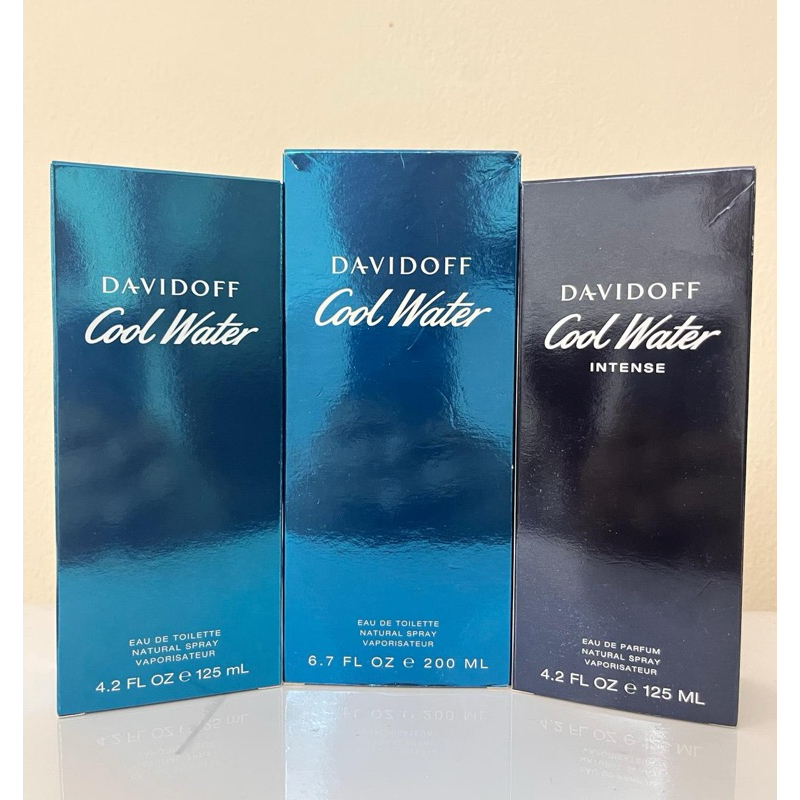 DAVIDOFF
Cool Water
EAU DE TOILETTE
NATURAL SPRAY
VAPORISATEUR
4.2 FL OZ e 125 mL
DAVIDOFF
Cool Water
EAU DE TOILETTE
NATURAL SPRAY
VAPORISATEUR
6.7 FL OZ e 200 ML
DAVIDOFF
Cool Water
INTENSE
EAU DE PARFUM
NATURAL SPRAY
VAPORISATEUR
4.2 FL OZ e 125 ML